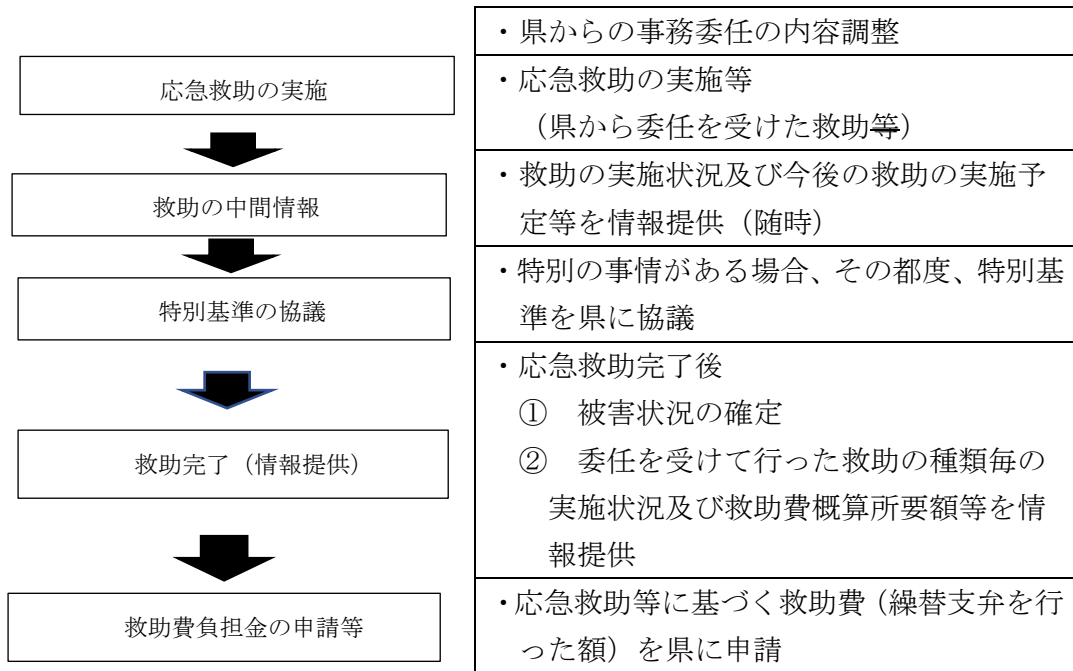 応急救助の実施
救助の中間情報
特別基準の協議
救助完了（情報提供）
救助費負担金の申請等
・県からの事務委任の内容調整
・応急救助の実施等
（県から委任を受けた救助等）
・救助の実施状況及び今後の救助の実施予
定等を情報提供（随時）
・特別の事情がある場合、その都度、特別基
準を県に協議
・応急救助完了後
① 被害状況の確定
② 委任を受けて行った救助の種類毎の
実施状況及び救助費概算所要額等を情
報提供
・応急救助等に基づく救助費（繰替支弁を行
った額）を県に申請